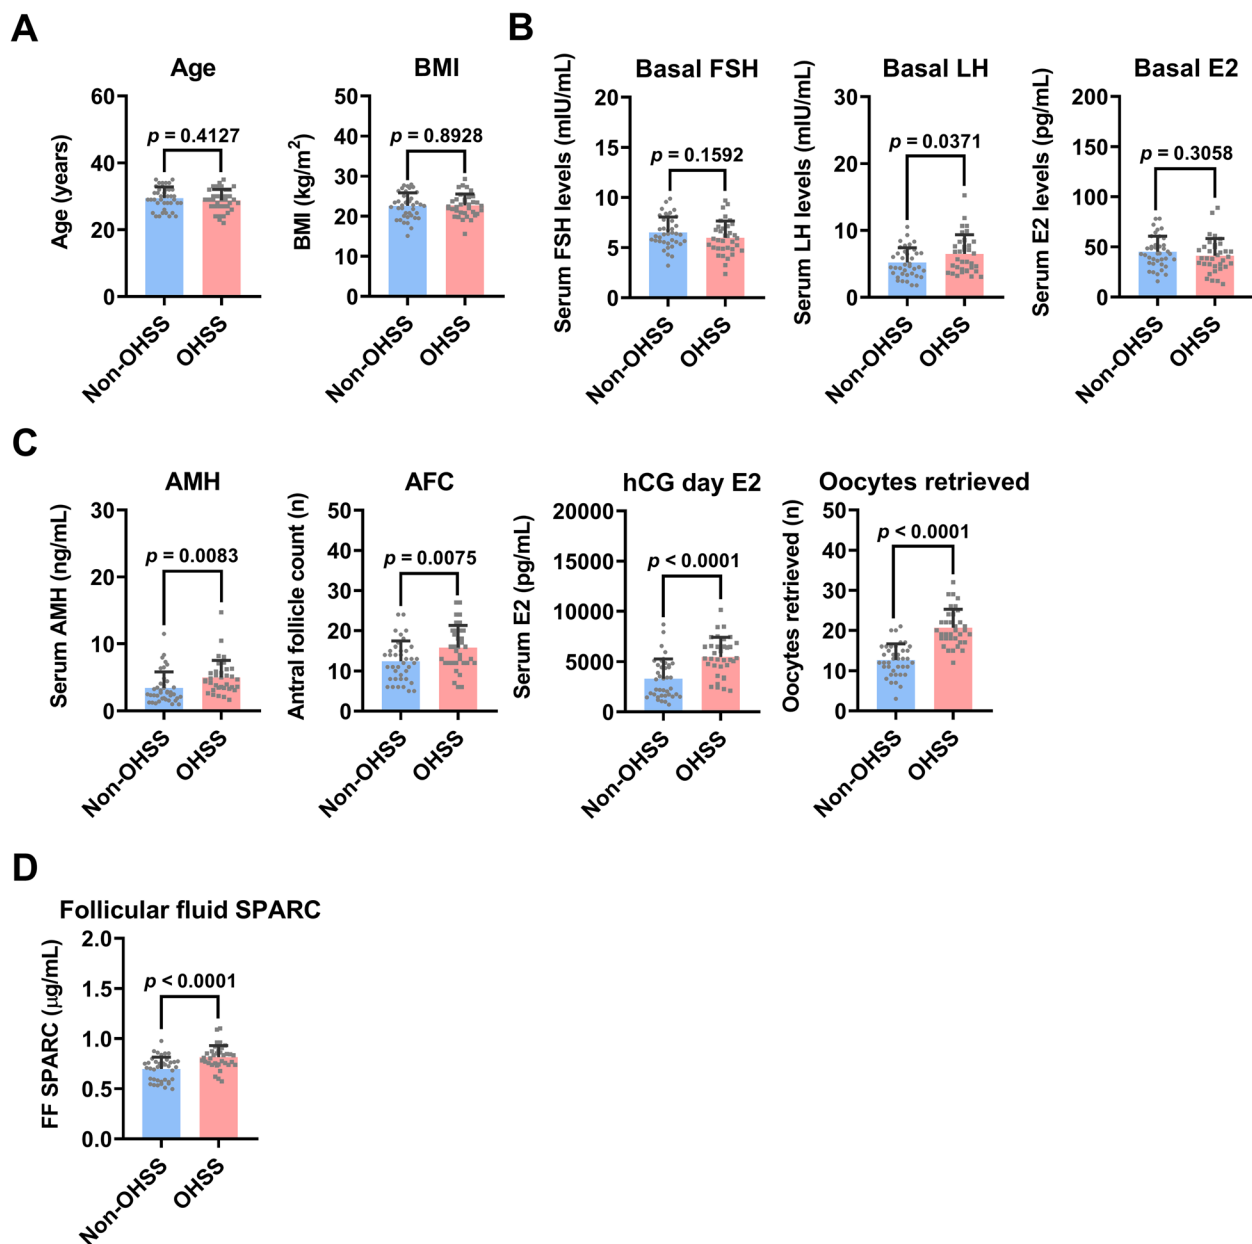 A
Age
Age (years)
60
40
20
0
p = 0.4127
Non-OHSS
OHSS
BMI
BMI (kg/m²)
50
40
30
20
10
0
p = 0.8928
Non-OHSS
OHSS
B
Basal FSH
Serum FSH levels (mIU/mL)
20
15
10
5
0
p = 0.1592
Non-OHSS
OHSS
Basal LH
Serum LH levels (mIU/mL)
30
20
10
0
p = 0.0371
Non-OHSS
OHSS
Basal E2
Serum E2 levels (pg/mL)
200
150
100
50
0
p = 0.3058
Non-OHSS
OHSS
C
AMH
Serum AMH (ng/mL)
30
20
10
0
p = 0.0083
Non-OHSS
OHSS
AFC
Antral follicle count (n)
50
40
30
20
10
0
p = 0.0075
Non-OHSS
OHSS
hCG day E2
Serum E2 (pg/mL)
20000
15000
10000
5000
0
p < 0.0001
Non-OHSS
OHSS
Oocytes retrieved
Oocytes retrieved (n)
50
40
30
20
10
0
p < 0.0001
Non-OHSS
OHSS
D
Follicular fluid SPARC
FF SPARC (μg/mL)
2.0
1.5
1.0
0.5
0.0
p < 0.0001
Non-OHSS
OHSS